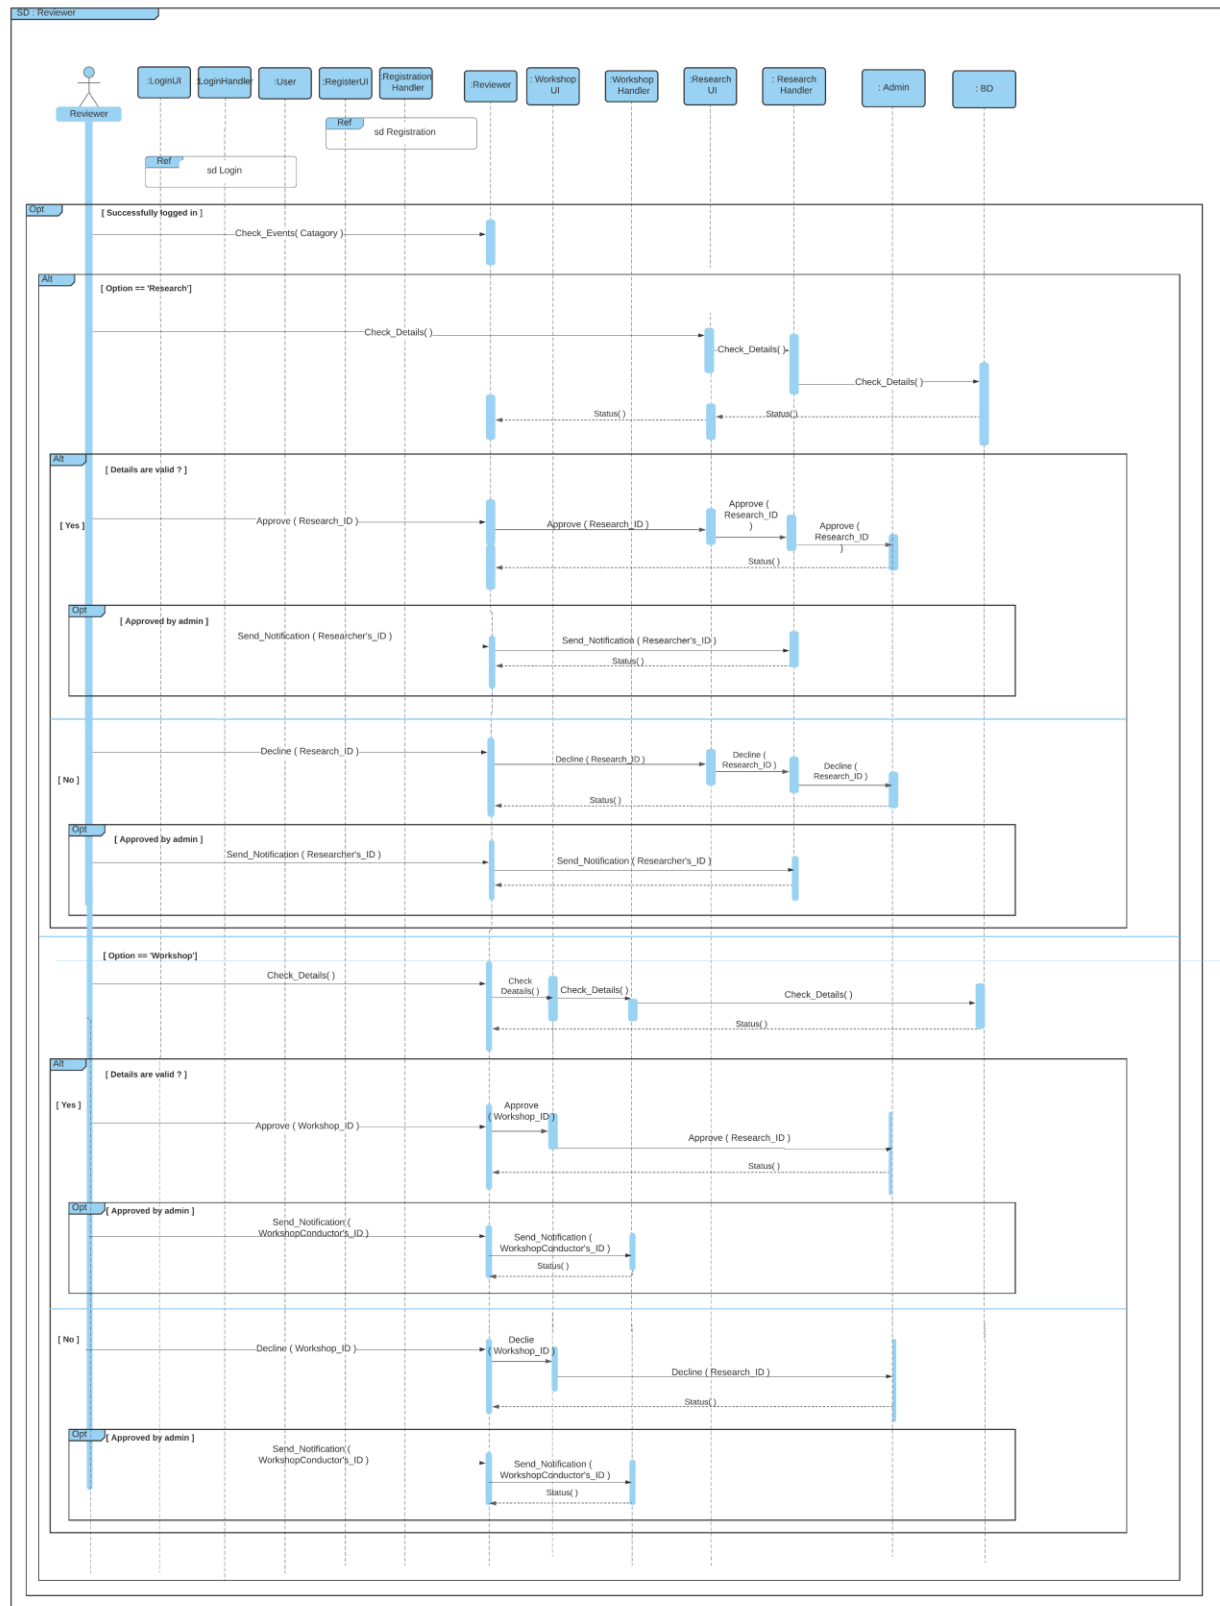 SD : Reviewer
Reviewer
:LoginUI
:LoginHandler
:User
:RegisterUI
:Registration
Handler
:Reviewer
: Workshop
UI
:Workshop
Handler
:Research
UI
: Research
Handler
: Admin
: BD
Ref
sd Registration
Ref
sd Login
Opt
[ Successfully logged in ]
Check_Events( Catagory )
Alt
[ Option == 'Research']
Check_Details( )
Check_Details( )
Check_Details( )
Status( )
Status( )
Alt
[ Details are valid ? ]
[ Yes ]
Approve ( Research_ID )
Approve ( Research_ID )
Approve (
Research_ID
)
Approve (
Research_ID
)
Status( )
Opt
[ Approved by admin ]
Send_Notification ( Researcher's_ID )
Send_Notification ( Researcher's_ID )
Status( )
[ No ]
Decline ( Research_ID )
Decline ( Research_ID )
Decline (
Research_ID )
Decline (
Research_ID )
Status( )
Opt
[ Approved by admin ]
Send_Notification ( Researcher's_ID )
Send_Notification ( Researcher's_ID )
[ Option == 'Workshop']
Check_Details( )
Check
Deatails( )
Check_Details( )
Check_Details( )
Status( )
Alt
[ Details are valid ? ]
[ Yes ]
Approve ( Workshop_ID )
Approve
( Workshop_ID )
Approve ( Research_ID )
Status( )
Opt
[ Approved by admin ]
Send_Notification (
WorkshopConductor's_ID )
Send_Notification (
WorkshopConductor's_ID )
Status( )
[ No ]
Decline ( Workshop_ID )
Declie
( Workshop_ID )
Decline ( Research_ID )
Status( )
Opt
[ Approved by admin ]
Send_Notification (
WorkshopConductor's_ID )
Send_Notification (
WorkshopConductor's_ID )
Status( )